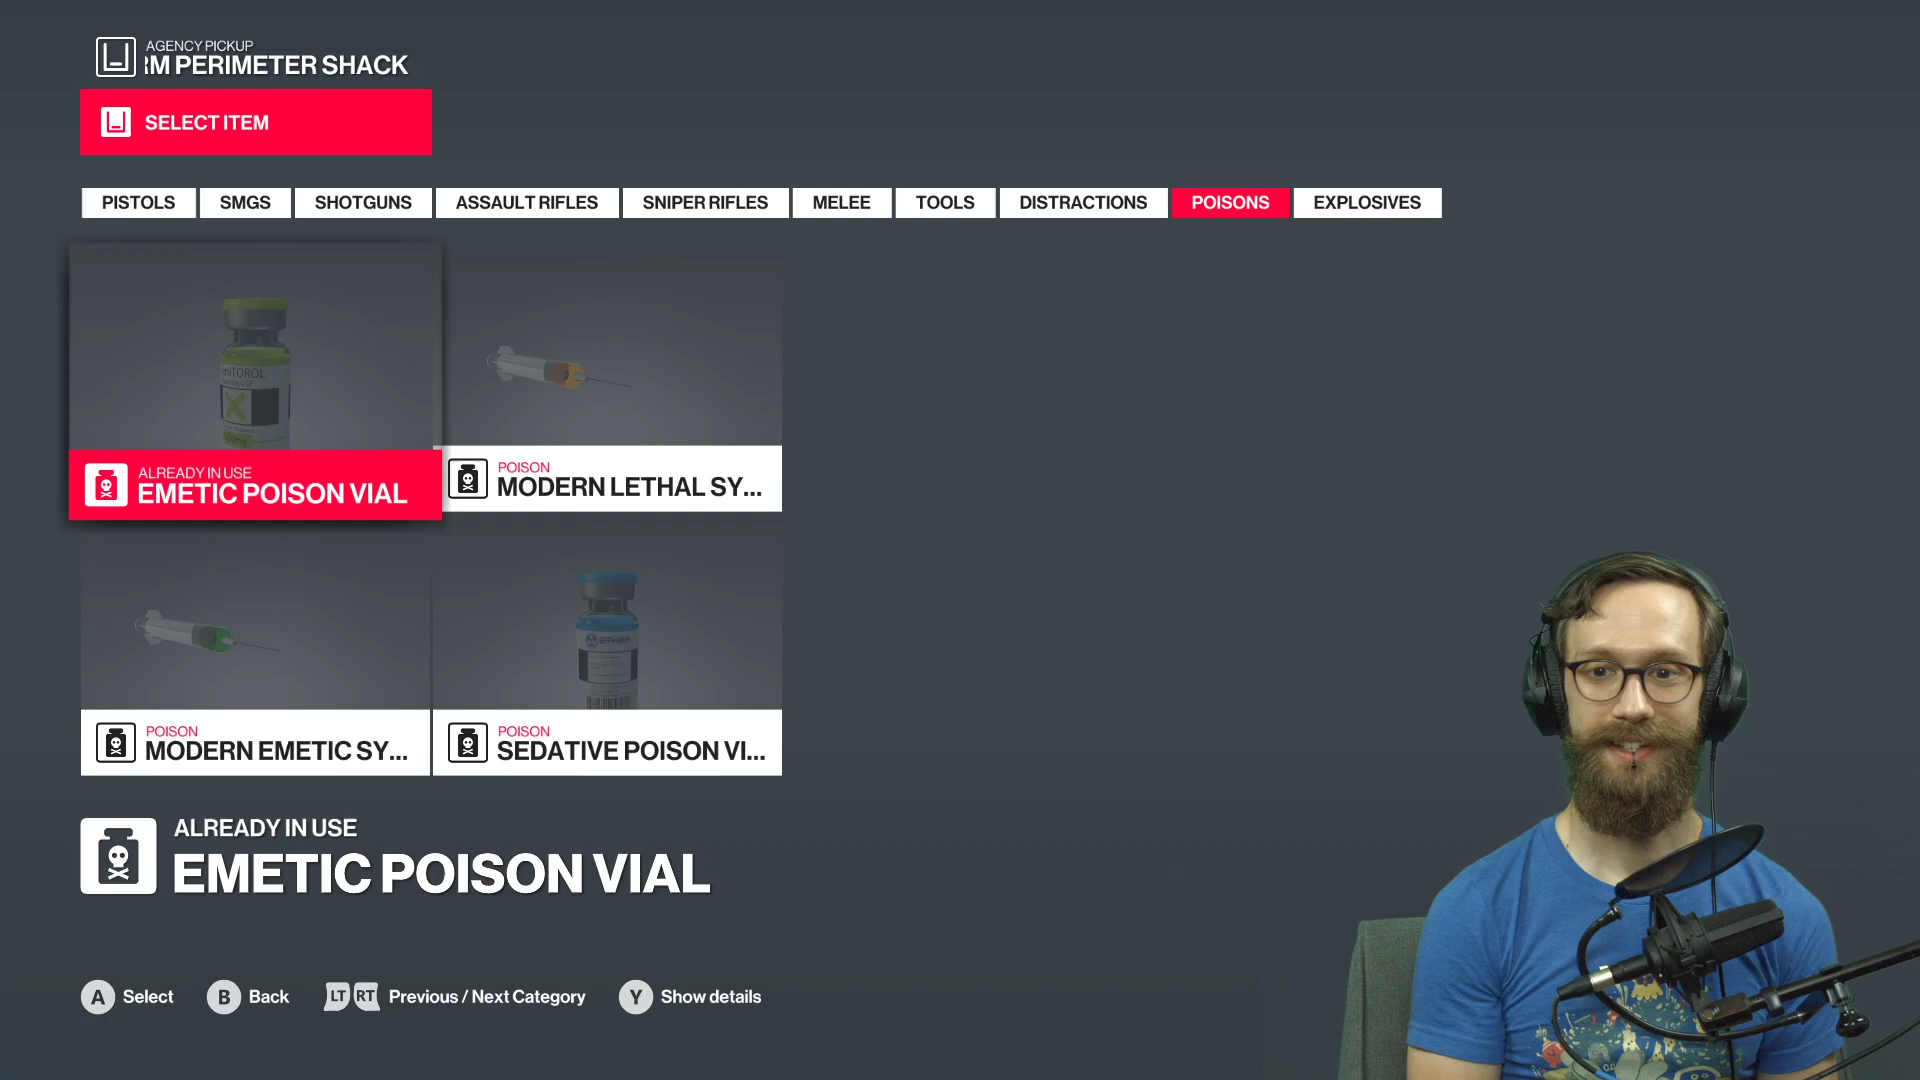 AGENCY PICKUP
RM PERIMETER SHACK
SELECT ITEM
PISTOLS
SMGS
SHOTGUNS
ASSAULT RIFLES
SNIPER RIFLES
MELEE
TOOLS
DISTRACTIONS
POISONS
EXPLOSIVES
ALREADY IN USE
EMETIC POISON VIAL
POISON
MODERN LETHAL SY...
POISON
MODERN EMETIC SY...
POISON
SEDATIVE POISON VI...
ALREADY IN USE
EMETIC POISON VIAL
A Select
B Back
LT RT Previous / Next Category
Y Show details